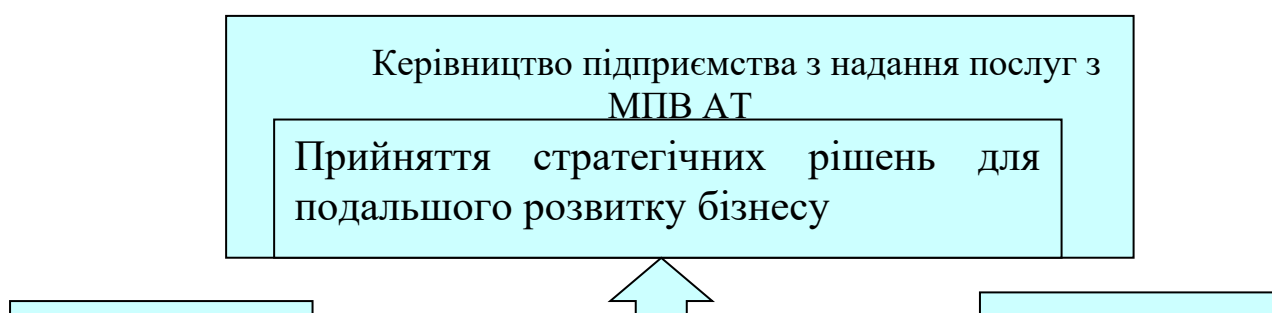 Керівництво підприємства з надання послуг з
МПВ АТ
Прийняття стратегічних рішень для
подальшого розвитку бізнесу